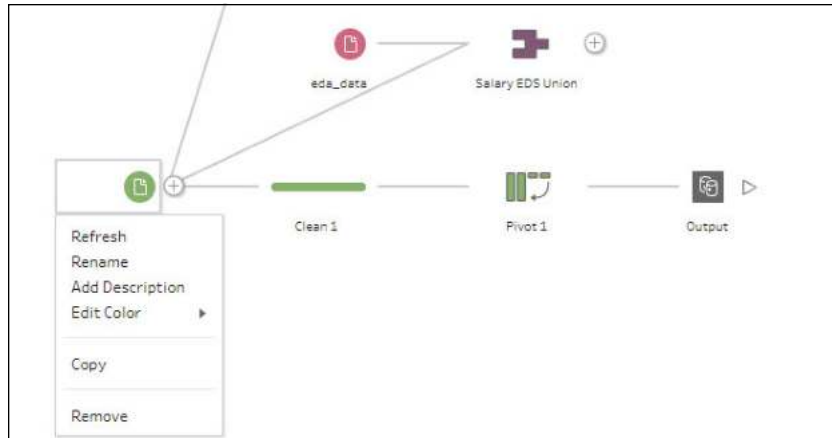 eda_data
Salary EDS Union
Clean 1
Pivot 1
Output
Refresh
Rename
Add Description
Edit Color
Copy
Remove